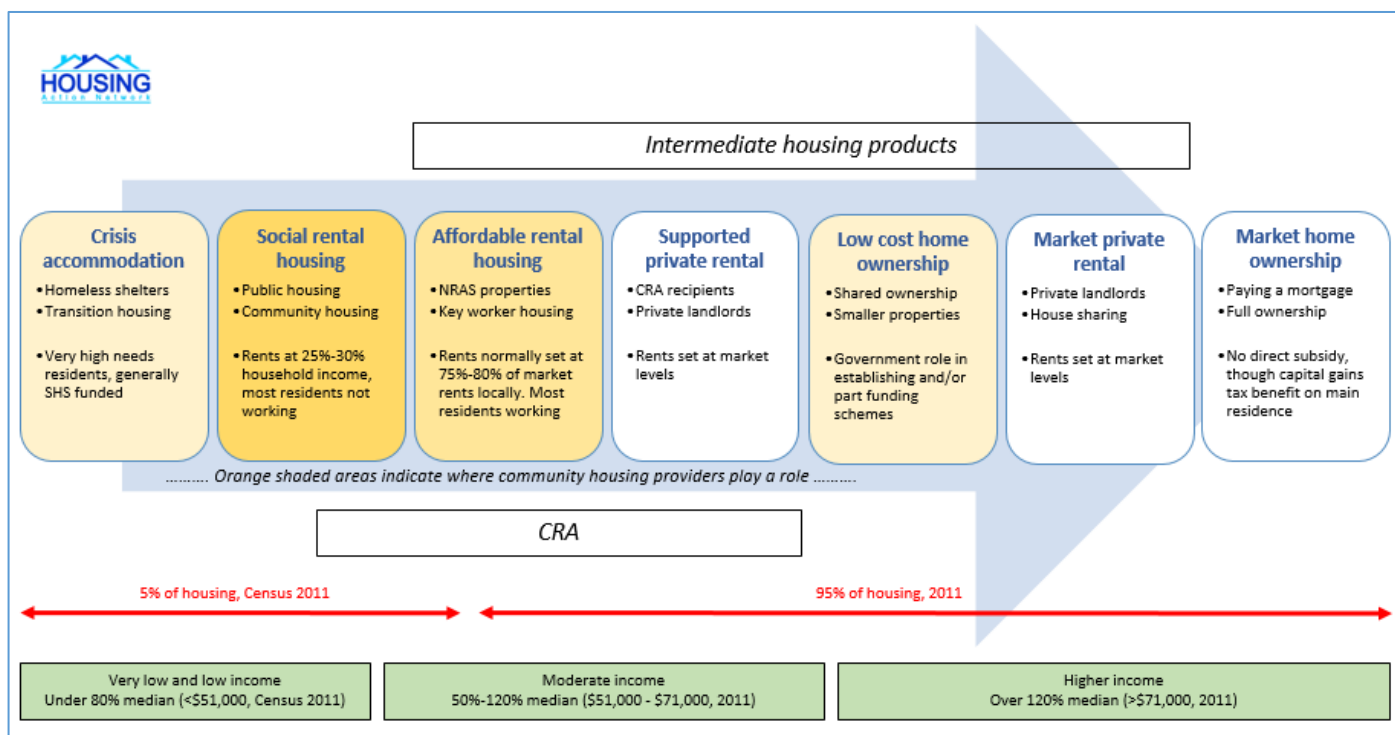 HOUSING
Action Network
Intermediate housing products
Crisis
accommodation
•Homeless shelters
•Transition housing
•Very high needs
residents, generally
SHS funded
Social rental
housing
•Public housing
•Community housing
•Rents at 25%-30%
household income,
most residents not
working
Affordable rental
housing
•NRAS properties
•Key worker housing
•Rents normally set at
75%-80% of market
rents locally. Most
residents working
Supported
private rental
•CRA recipients
•Private landlords
•Rents set at market
levels
Low cost home
ownership
•Shared ownership
•Smaller properties
•Government role in
establishing and/or
part funding
schemes
Market private
rental
•Private landlords
•House sharing
•Rents set at market
levels
Market home
ownership
•Paying a mortgage
•Full ownership
•No direct subsidy,
though capital gains
tax benefit on main
residence
.......... Orange shaded areas indicate where community housing providers play a role ..........
CRA
5% of housing, Census 2011
95% of housing, 2011
Very low and low income
Under 80% median (<$51,000, Census 2011)
Moderate income
50%-120% median ($51,000 - $71,000, 2011)
Higher income
Over 120% median (>$71,000, 2011)